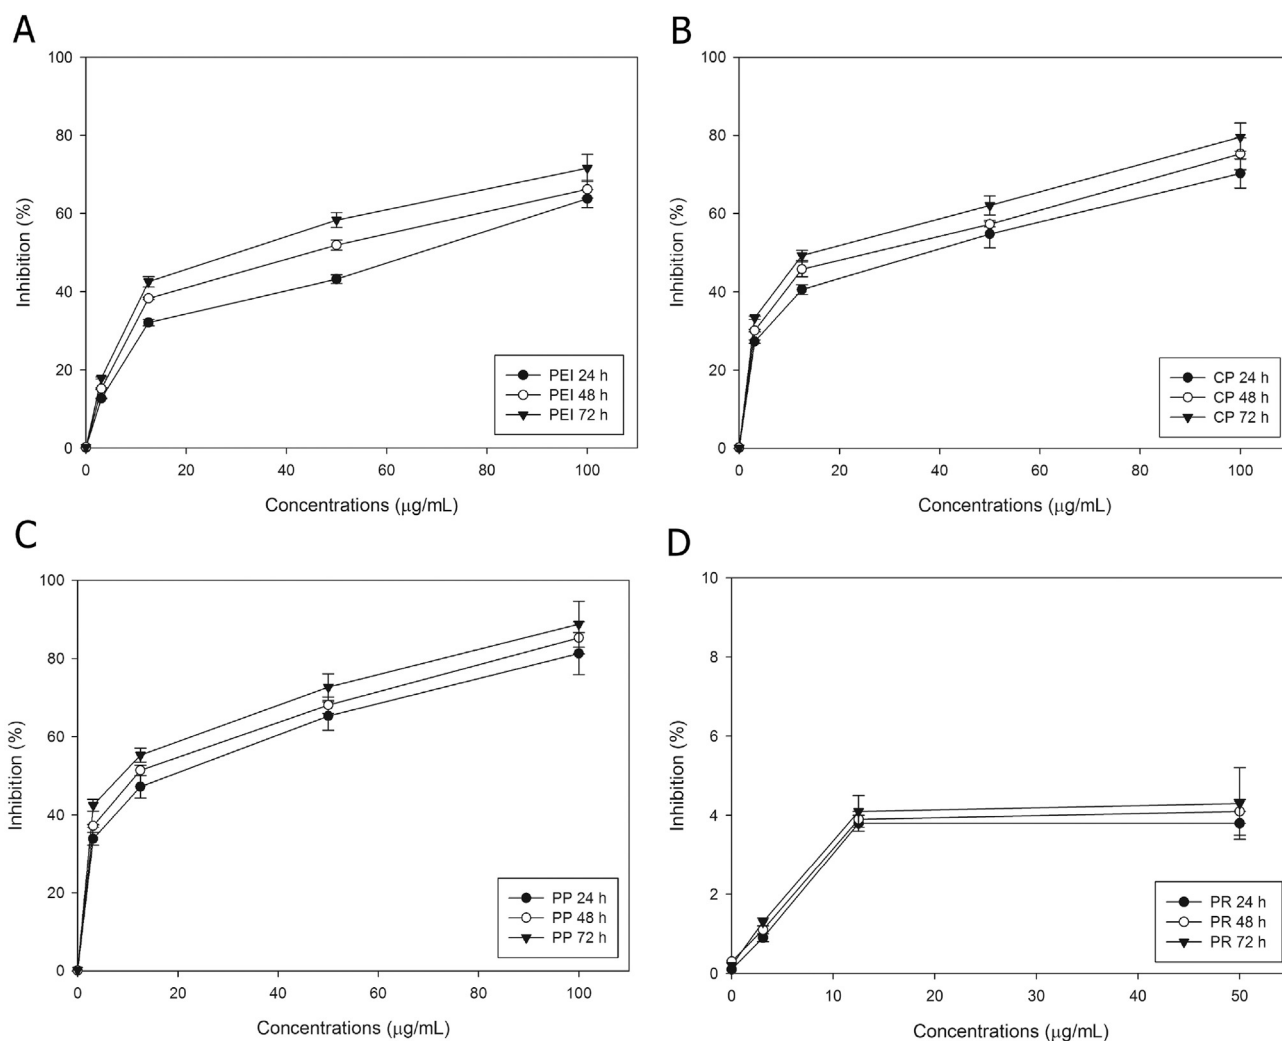 A
100
80
60
40
20
0
Inhibition (%)
0 20 40 60 80 100
Concentrations (μg/mL)
PEI 24 h
PEI 48 h
PEI 72 h
B
100
80
60
40
20
0
Inhibition (%)
0 20 40 60 80 100
Concentrations (μg/mL)
CP 24 h
CP 48 h
CP 72 h
C
100
80
60
40
20
0
Inhibition (%)
0 20 40 60 80 100
Concentrations (μg/mL)
PP 24 h
PP 48 h
PP 72 h
D
10
8
6
4
2
0
Inhibition (%)
0 10 20 30 40 50
Concentrations (μg/mL)
PR 24 h
PR 48 h
PR 72 h